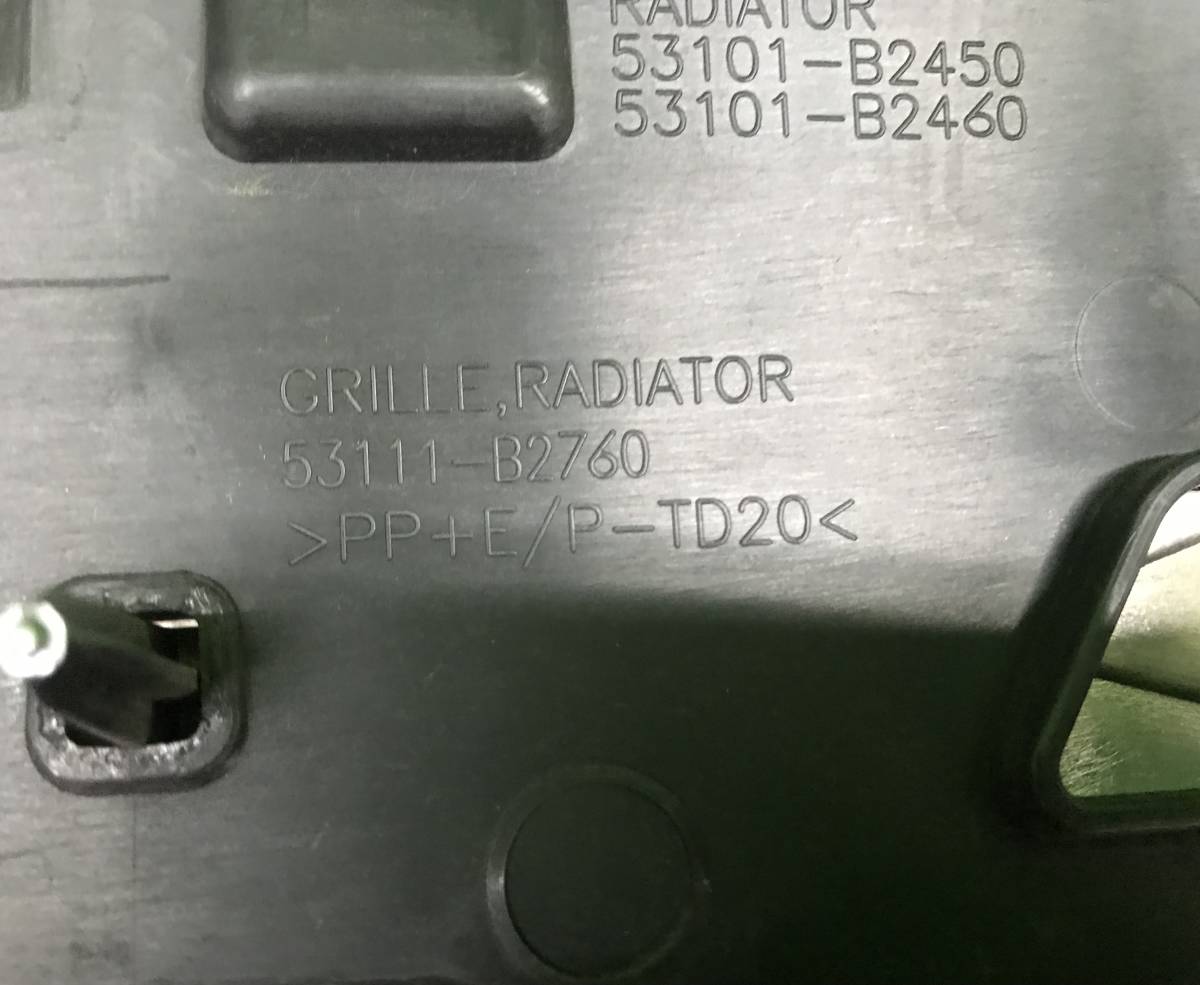 RADIATOR
53101-B2450
53101-B2460
GRILLE,RADIATOR
53111-B2760
>PP+E/P-TD20<